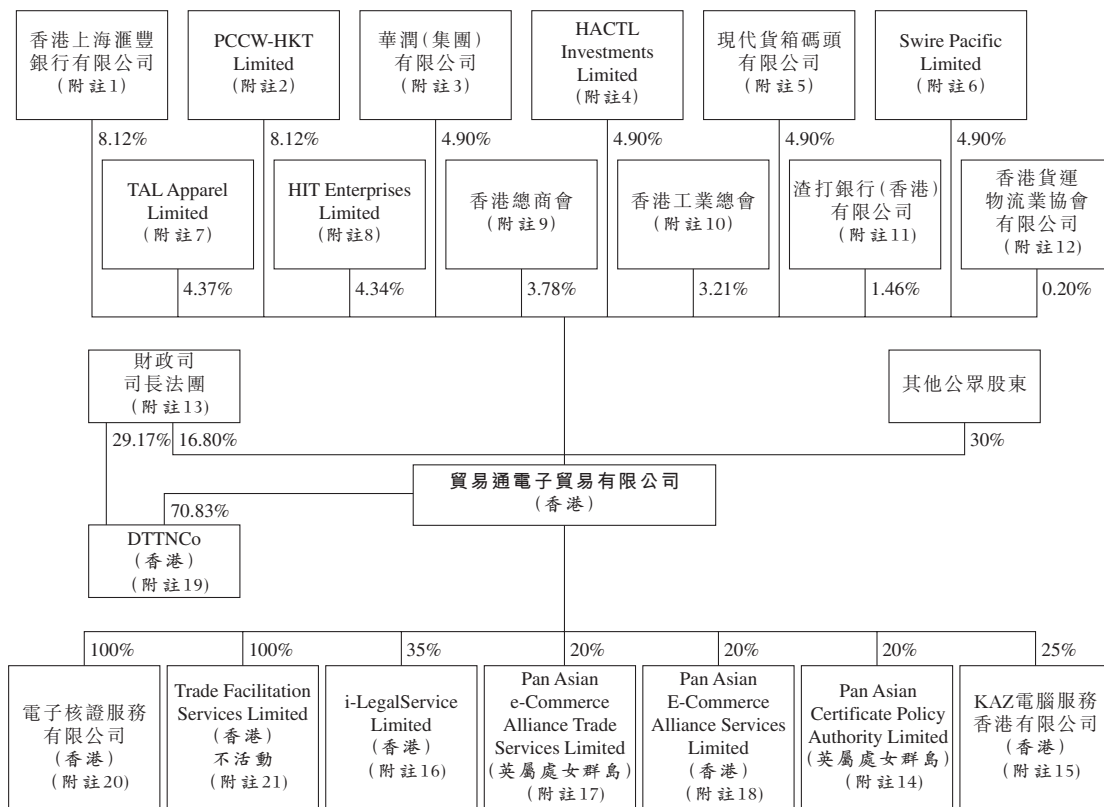 香港上海滙豐
銀行有限公司
(附註1)
PCCW-HKT
Limited
(附註2)
華潤(集團)
有限公司
(附註3)
HACTL
Investments
Limited
(附註4)
現代貨箱碼頭
有限公司
(附註5)
Swire Pacific
Limited
(附註6)
8.12%
8.12%
4.90%
4.90%
4.90%
4.90%
TAL Apparel
Limited
(附註7)
HIT Enterprises
Limited
(附註8)
香港總商會
(附註9)
香港工業總會
(附註10)
渣打銀行(香港)
有限公司
(附註11)
香港貨運
物流業協會
有限公司
(附註12)
4.37%
4.34%
3.78%
3.21%
1.46%
0.20%
財政司
司長法團
(附註13)
其他公眾股東
29.17%
16.80%
30%
貿易通電子貿易有限公司
(香港)
70.83%
DTTNCo
(香港)
(附註19)
100%
100%
35%
20%
20%
20%
25%
電子核證服務
有限公司
(香港)
(附註20)
Trade Facilitation
Services Limited
(香港)
不活動
(附註21)
i-LegalService
Limited
(香港)
(附註16)
Pan Asian
e-Commerce
Alliance Trade
Services Limited
(英屬處女群島)
(附註17)
Pan Asian
E-Commerce
Alliance Services
Limited
(香港)
(附註18)
Pan Asian
Certificate Policy
Authority Limited
(英屬處女群島)
(附註14)
KAZ電腦服務
香港有限公司
(香港)
(附註15)